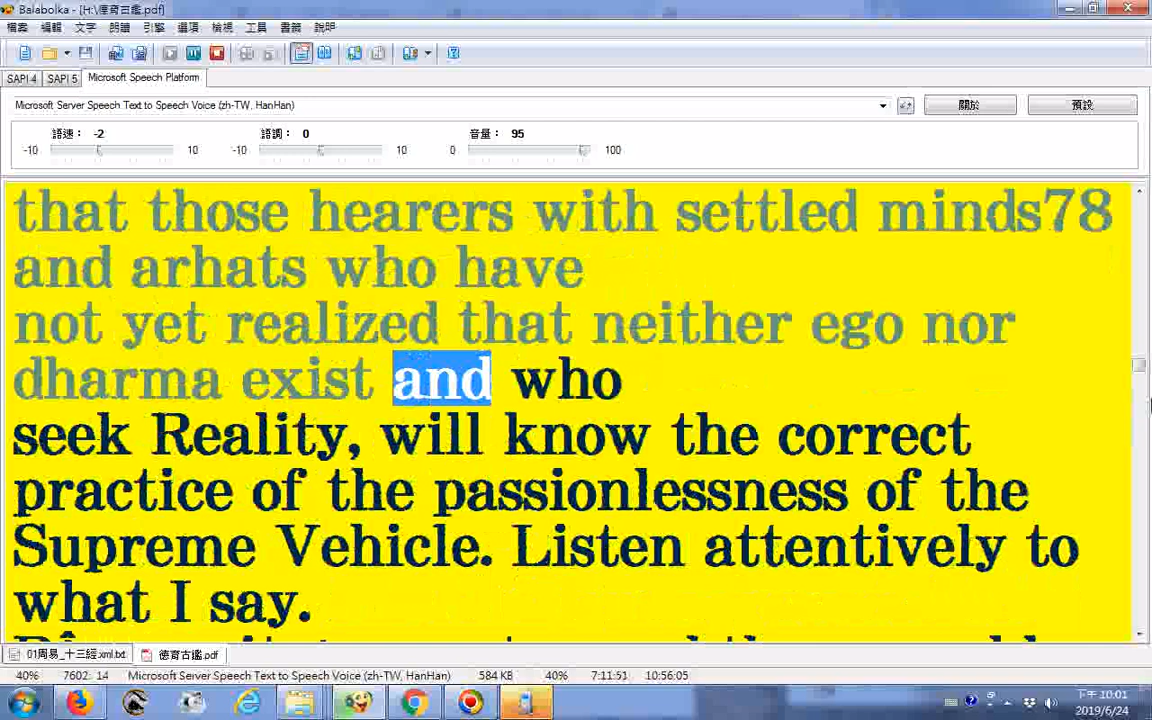 Balabolka - [H:\德育古鑑.pdf]
檔案 編輯 文字 朗讀 引擎 選項 檢視 工具 書籤 說明
SAPI 4 SAPI 5 Microsoft Speech Platform
Microsoft Server Speech Text to Speech Voice (zh-TW, HanHan) 關於 預設
語速： -2 語調： 0 音量： 95
-10 10 -10 10 0 100
that those hearers with settled minds78
and arhats who have
not yet realized that neither ego nor
dharma exist and who
seek Reality, will know the correct
practice of the passionlessness of the
Supreme Vehicle. Listen attentively to
what I say.
01周易_十三經.xml.txt 德育古鑑.pdf
40% 7602: 14 Microsoft Server Speech Text to Speech Voice (zh-TW, HanHan) 584 KB 40% 7:11:51 10:56:05
下午 10:01
2019/6/24